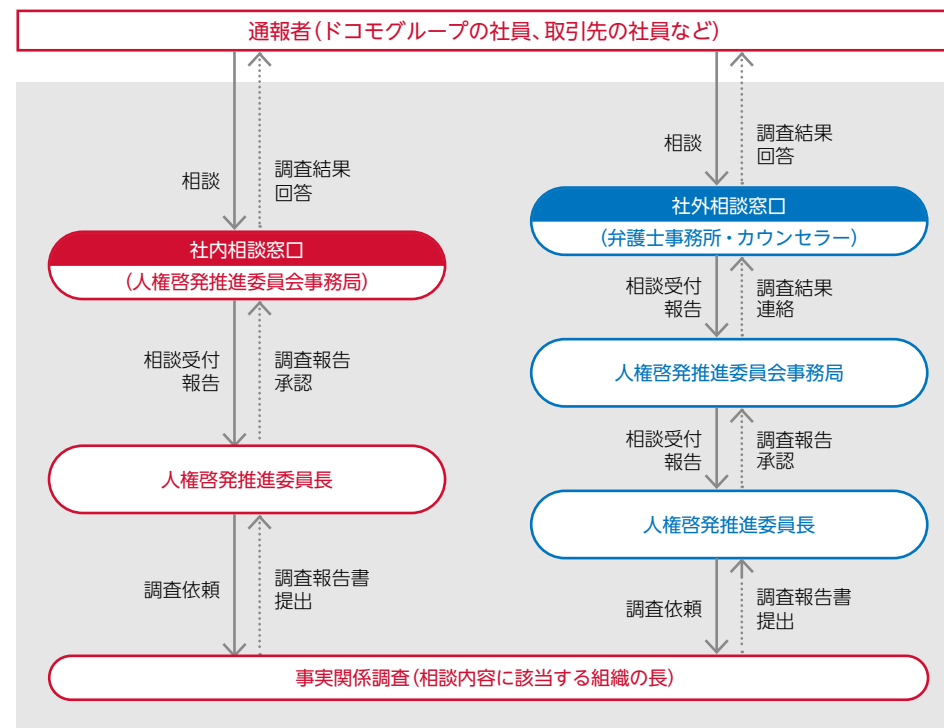 通報者(ドコモグループの社員、取引先の社員など)
相談
調査結果
回答
社内相談窓口
(人権啓発推進委員会事務局)
相談受付
報告
調査報告
承認
人権啓発推進委員長
調査依頼
調査報告書
提出
相談
調査結果
回答
社外相談窓口
(弁護士事務所・カウンセラー)
相談受付
報告
調査結果
連絡
人権啓発推進委員会事務局
相談受付
報告
調査報告
承認
人権啓発推進委員長
調査依頼
調査報告書
提出
事実関係調査(相談内容に該当する組織の長)